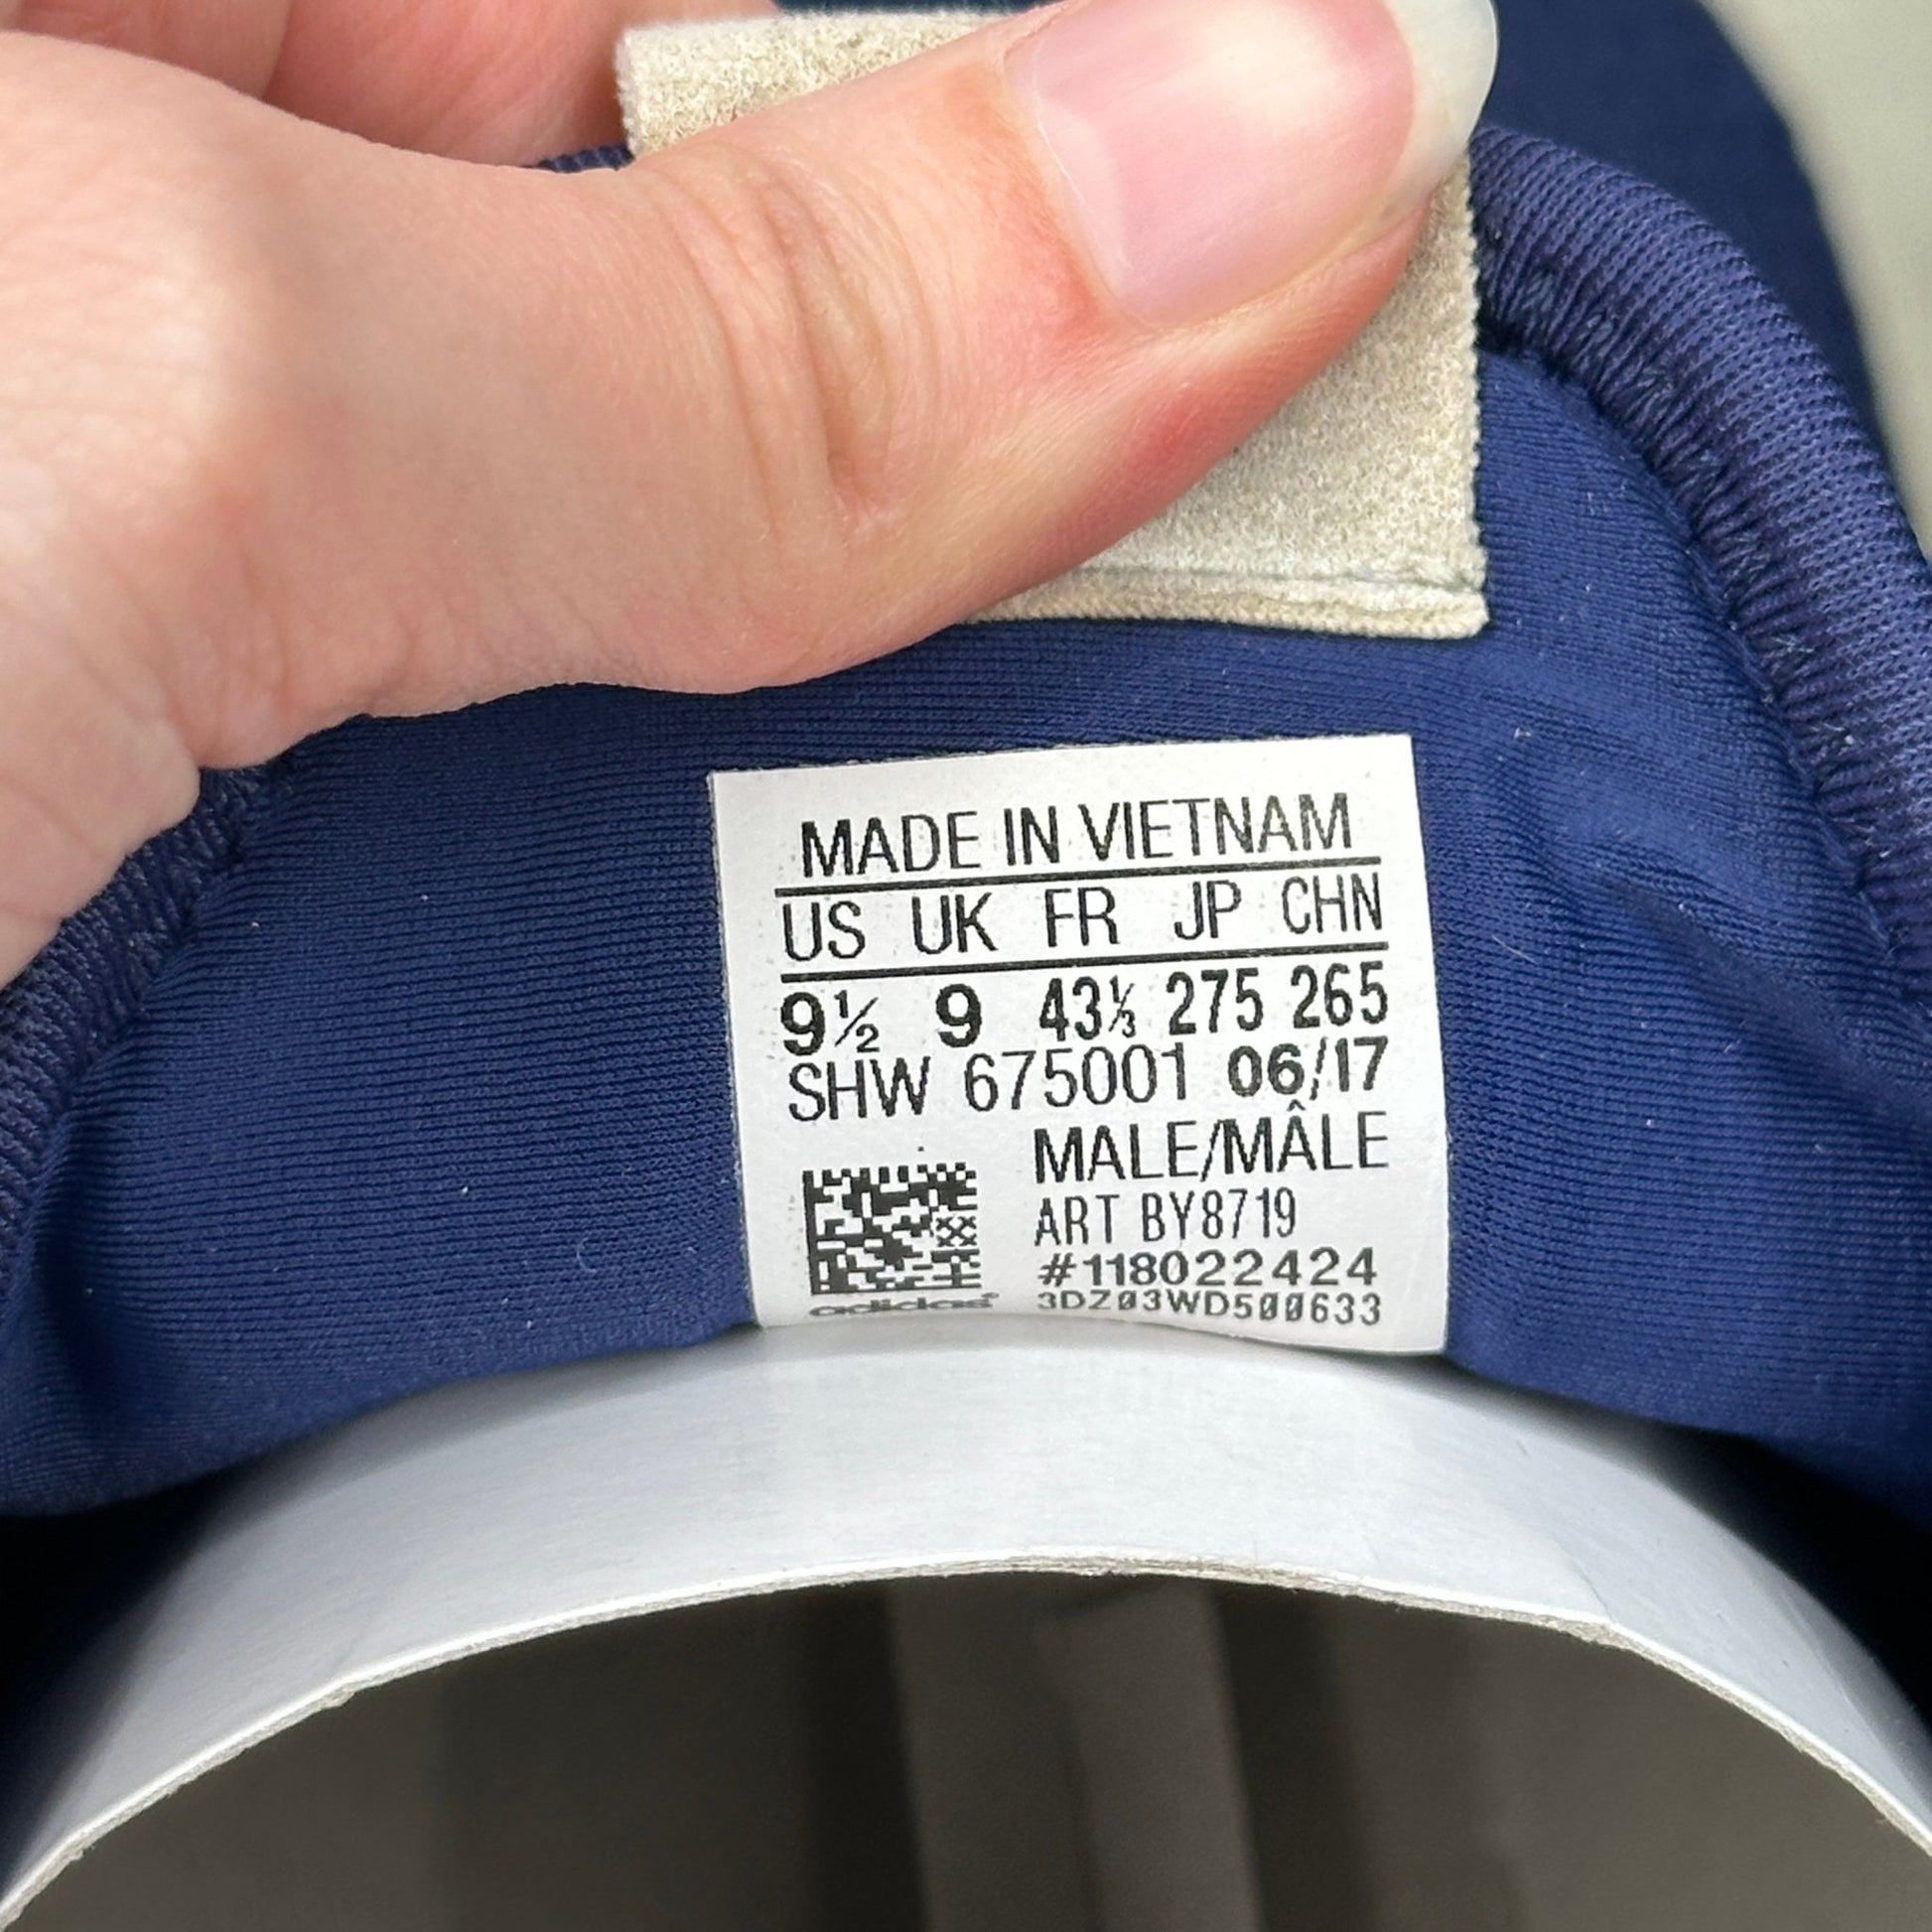 MADE IN VIETNAM
US UK FR JP CHN
9½ 9 43⅓ 275 265
SHW 675001 06/17
MALE/MÂLE
ART BY8719
#118022424
3DZ03WD500633
adidas